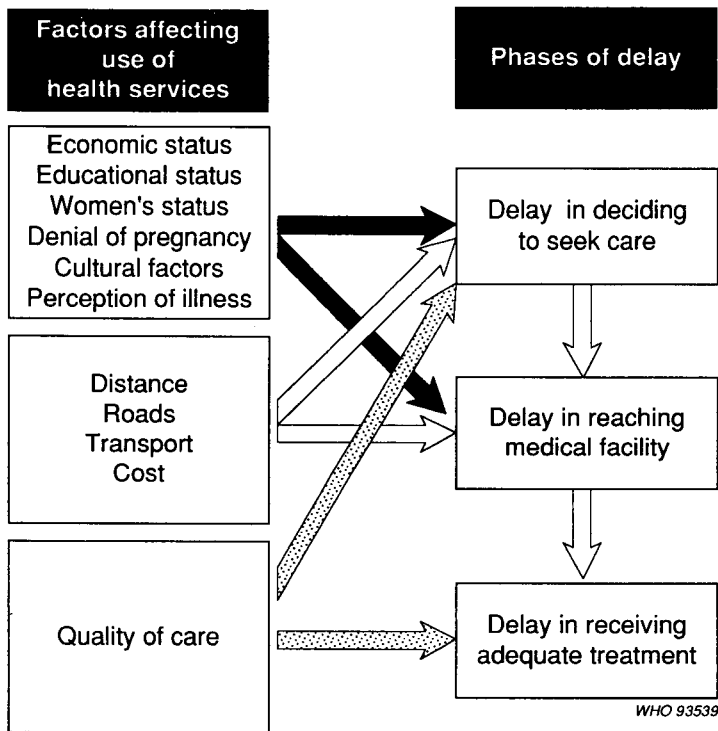 Factors affecting
use of
health services
Economic status
Educational status
Women's status
Denial of pregnancy
Cultural factors
Perception of illness
Distance
Roads
Transport
Cost
Quality of care
Phases of delay
Delay in deciding
to seek care
Delay in reaching
medical facility
Delay in receiving
adequate treatment
WHO 93539